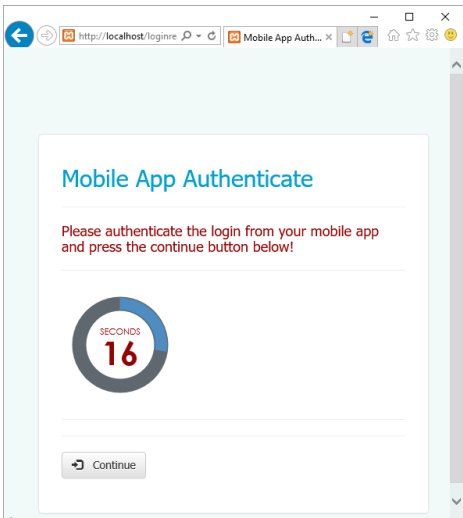 http://localhost/loginre
Mobile App Auth...
Mobile App Authenticate
Please authenticate the login from your mobile app
and press the continue button below!
SECONDS
16
Continue